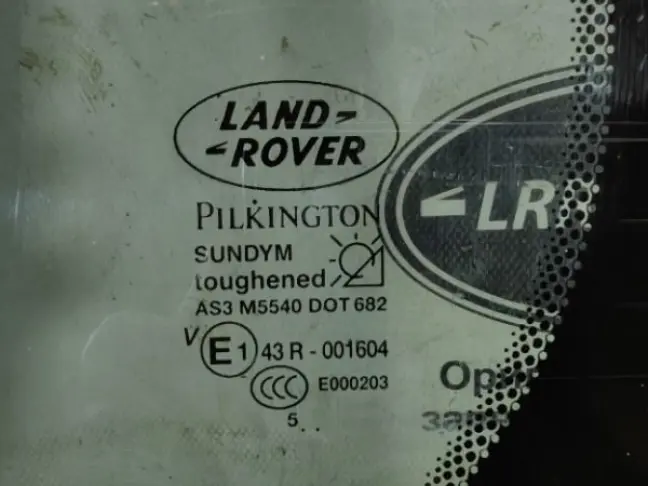 LAND
ROVER
LR
PILKINGTON
SUNDYM
toughened
AS3 M5540 DOT 682
V E1 43 R - 001604
CCC E000203
5..